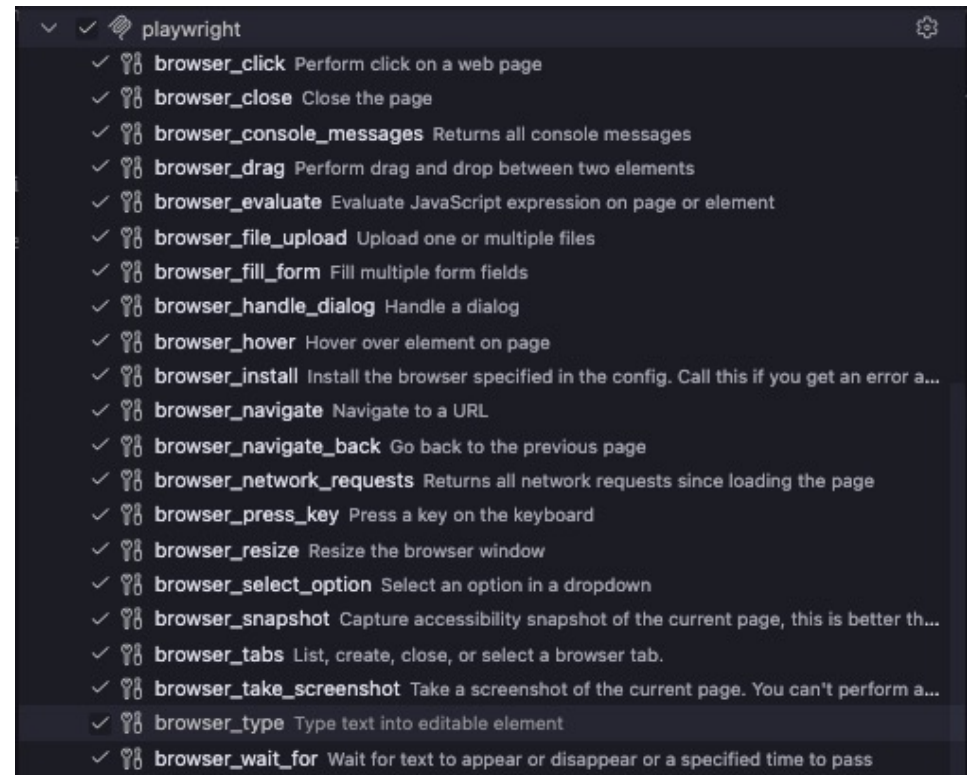 playwright
browser_click Perform click on a web page
browser_close Close the page
browser_console_messages Returns all console messages
browser_drag Perform drag and drop between two elements
browser_evaluate Evaluate JavaScript expression on page or element
browser_file_upload Upload one or multiple files
browser_fill_form Fill multiple form fields
browser_handle_dialog Handle a dialog
browser_hover Hover over element on page
browser_install Install the browser specified in the config. Call this if you get an error a...
browser_navigate Navigate to a URL
browser_navigate_back Go back to the previous page
browser_network_requests Returns all network requests since loading the page
browser_press_key Press a key on the keyboard
browser_resize Resize the browser window
browser_select_option Select an option in a dropdown
browser_snapshot Capture accessibility snapshot of the current page, this is better th...
browser_tabs List, create, close, or select a browser tab.
browser_take_screenshot Take a screenshot of the current page. You can't perform a...
browser_type Type text into editable element
browser_wait_for Wait for text to appear or disappear or a specified time to pass